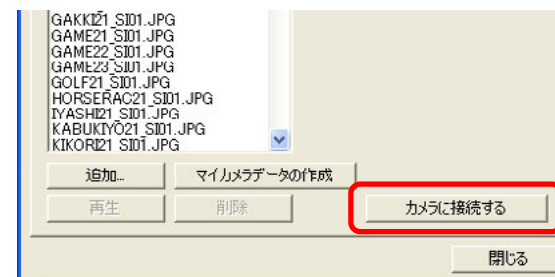 GAKKI21_SI01.JPG
GAME21_SI01.JPG
GAME22_SI01.JPG
GAME23_SI01.JPG
GOLF21_SI01.JPG
HORSERAC21_SI01.JPG
IYASHI21_SI01.JPG
KABUKIYO21_SI01.JPG
KIKORI21_SI01.JPG
追加... マイカメラデータの作成
再生 削除 カメラに接続する
閉じる